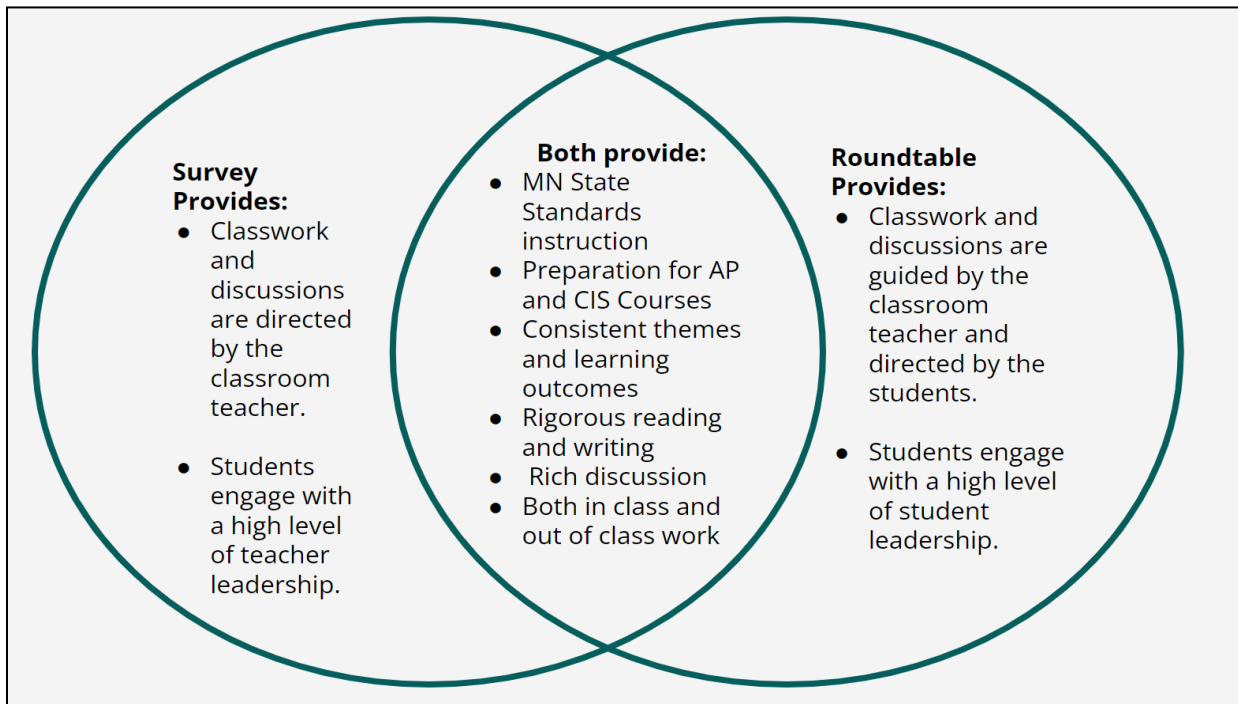 Survey
Provides:
● Classwork
and
discussions
are directed
by the
classroom
teacher.
● Students
engage with
a high level
of teacher
leadership.
Both provide:
● MN State
Standards
instruction
● Preparation for AP
and CIS Courses
● Consistent themes
and learning
outcomes
● Rigorous reading
and writing
● Rich discussion
● Both in class and
out of class work
Roundtable
Provides:
● Classwork and
discussions are
guided by the
classroom
teacher and
directed by the
students.
● Students engage
with a high level
of student
leadership.